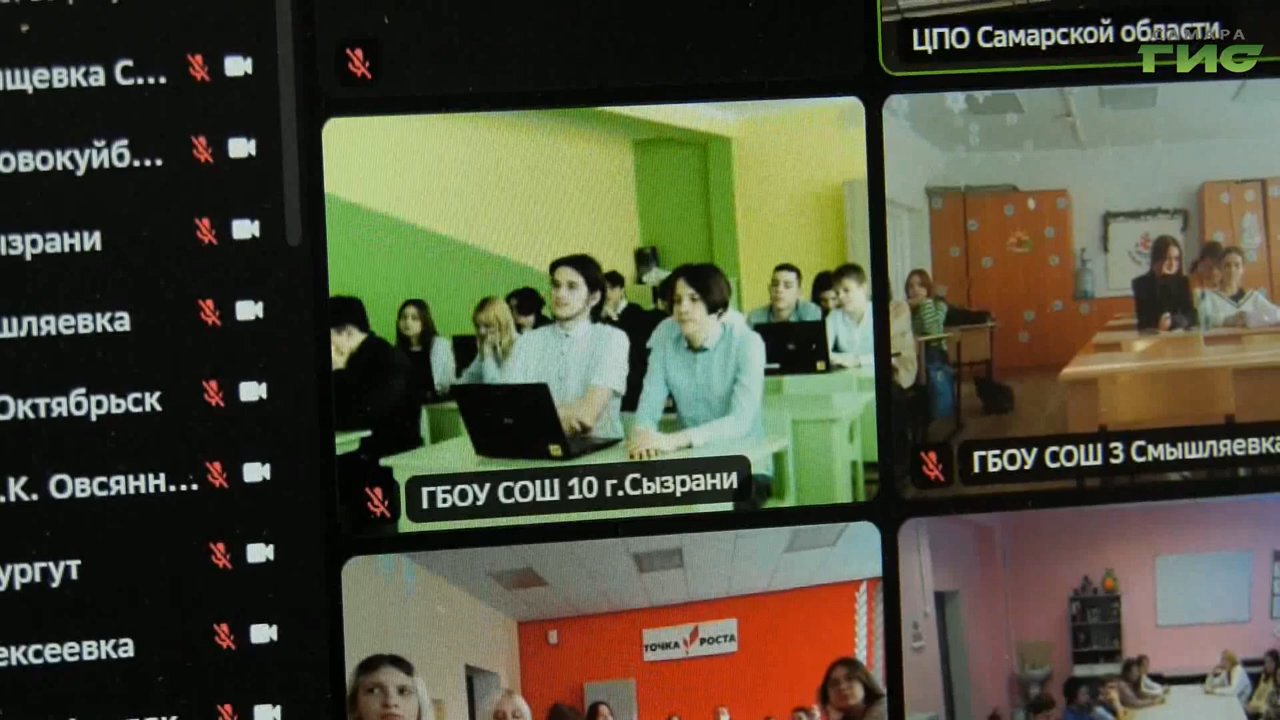 ЦПО Самарской области
САМАРА
ГИС
ищевка С...
овокуйб...
ызрани
шляевка
Октябрьск
.К. Овсянн...
ургут
ексеевка
ГБОУ СОШ 10 г.Сызрани
ГБОУ СОШ 3 Смышляевка
ТОЧКА РОСТА